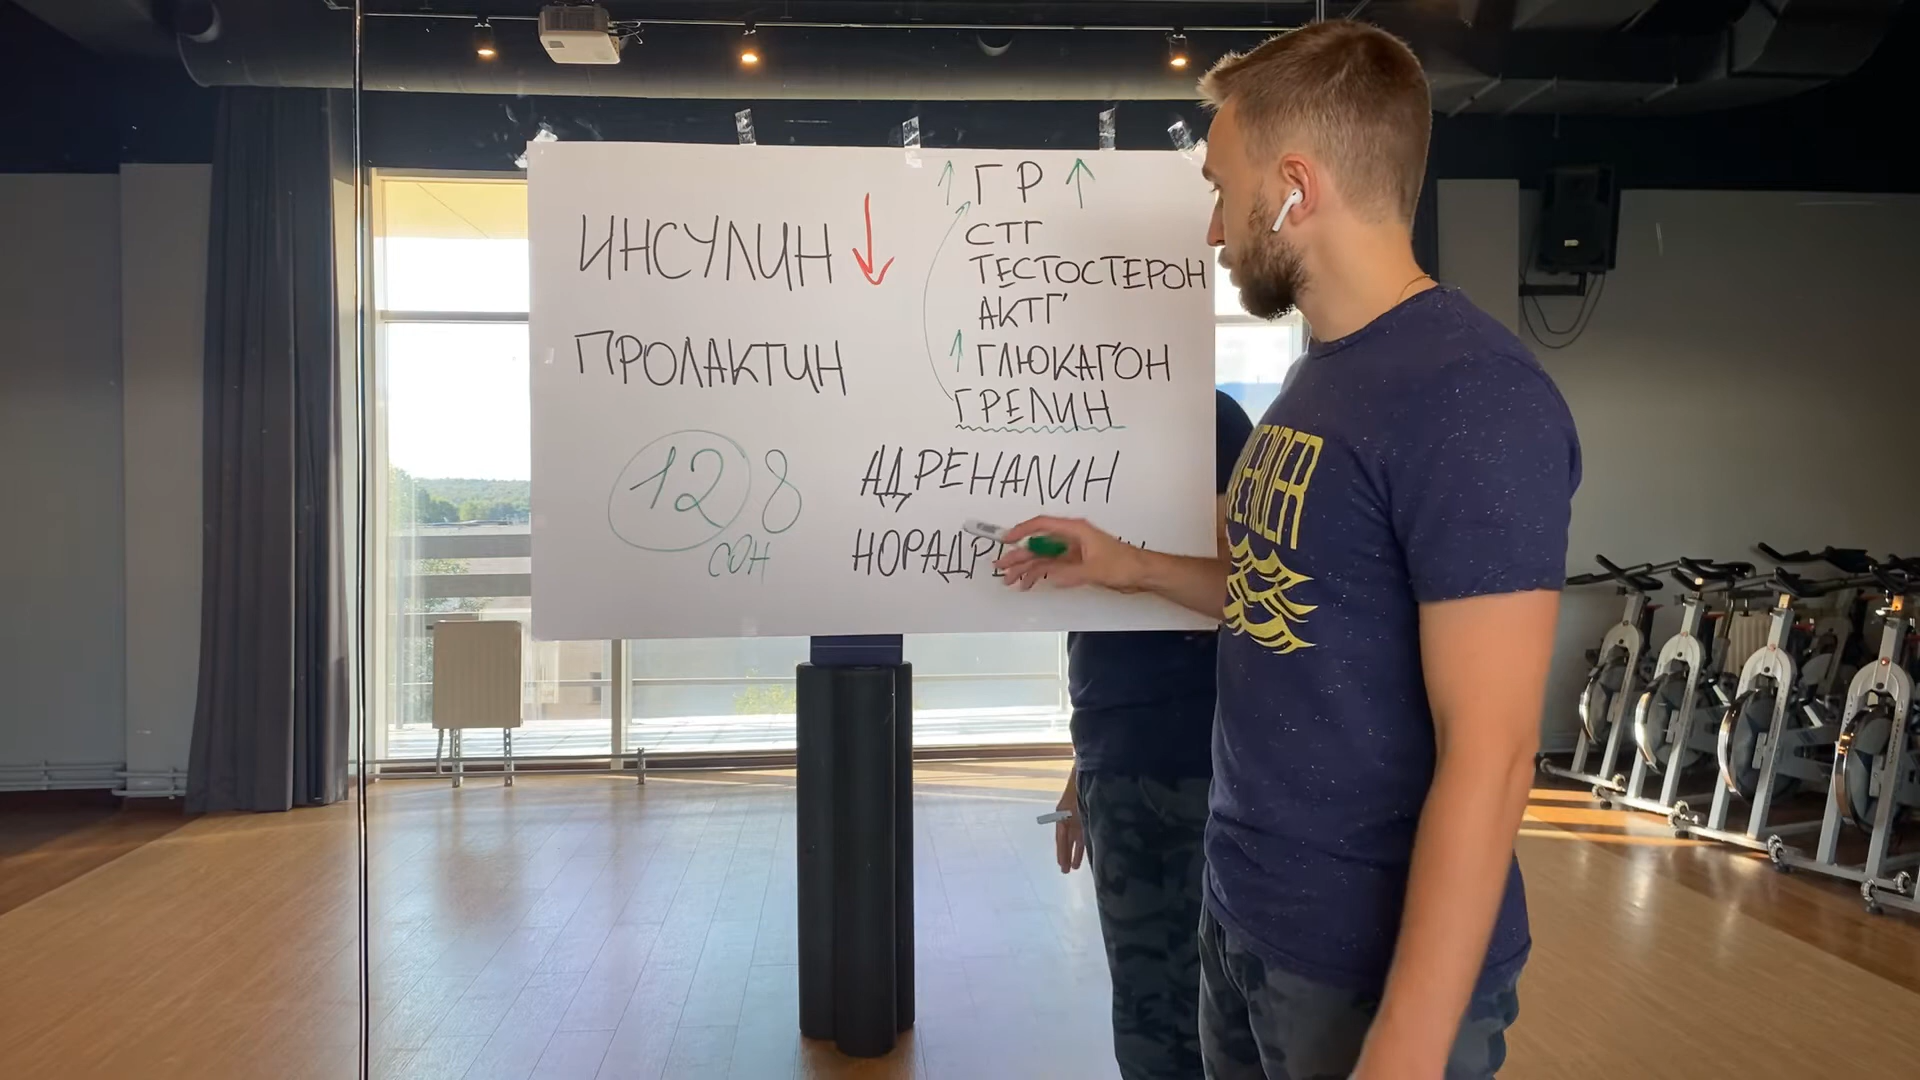 ИНСУЛИН ↓
ПРОЛАКТИН
12 8
СОН
↑ ГР ↑
СТГ
ТЕСТОСТЕРОН
АКТГ
↑ ГЛЮКАГОН
ГРЕЛИН
АДРЕНАЛИН